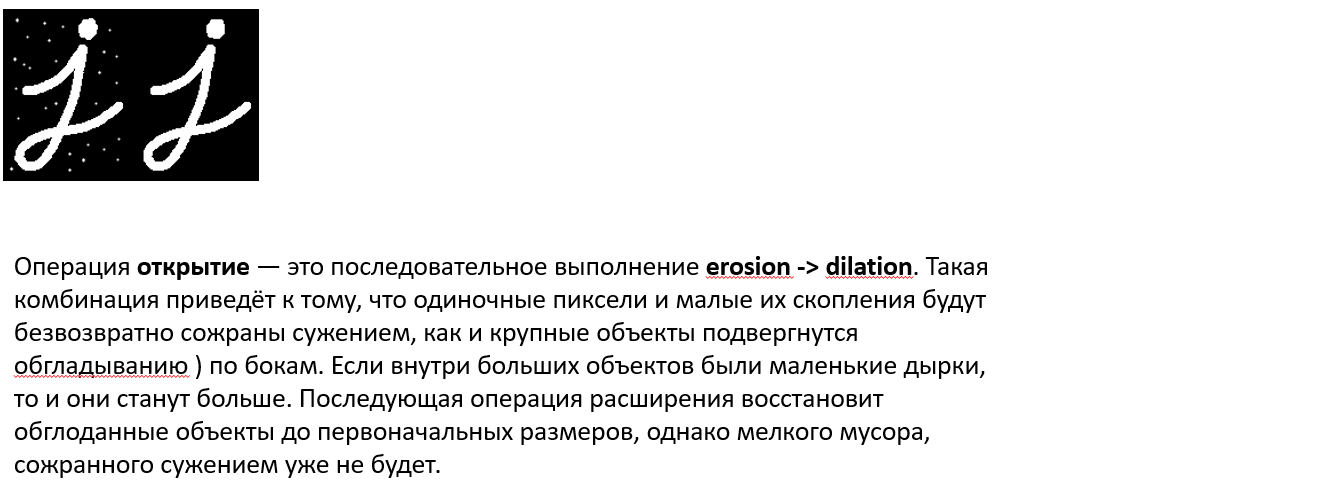 Операция открытие — это последовательное выполнение erosion -> dilation. Такая
комбинация приведёт к тому, что одиночные пиксели и малые их скопления будут
безвозвратно сожраны сужением, как и крупные объекты подвергнутся
обгладыванию ) по бокам. Если внутри больших объектов были маленькие дырки,
то и они станут больше. Последующая операция расширения восстановит
обглоданные объекты до первоначальных размеров, однако мелкого мусора,
сожранного сужением уже не будет.